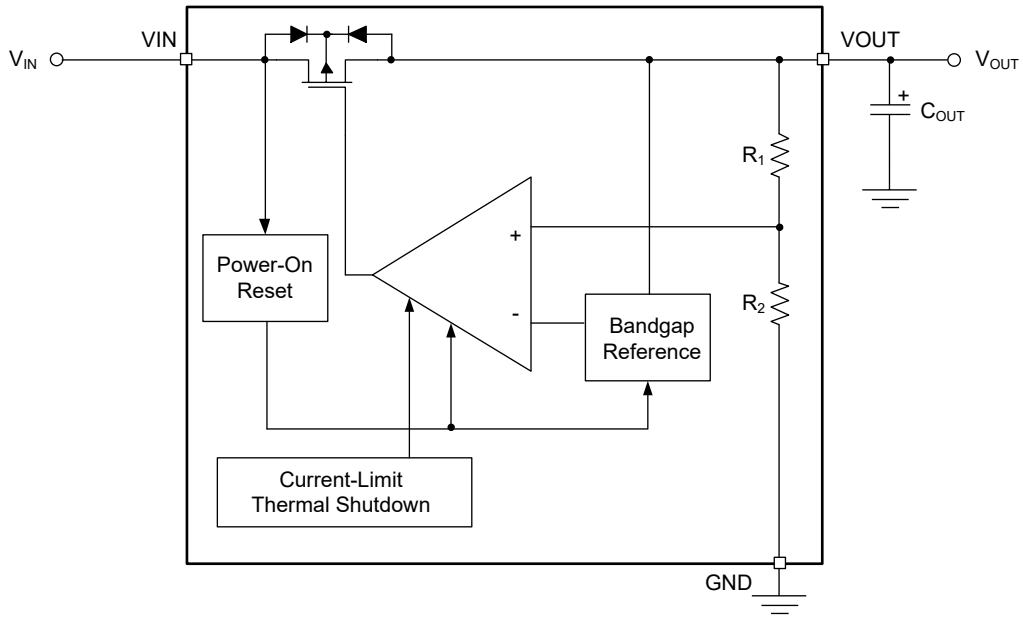 VIN
VOUT
V_IN
V_OUT
+
C_OUT
R_1
+
Power-On
Reset
R_2
-
Bandgap
Reference
Current-Limit
Thermal Shutdown
GND